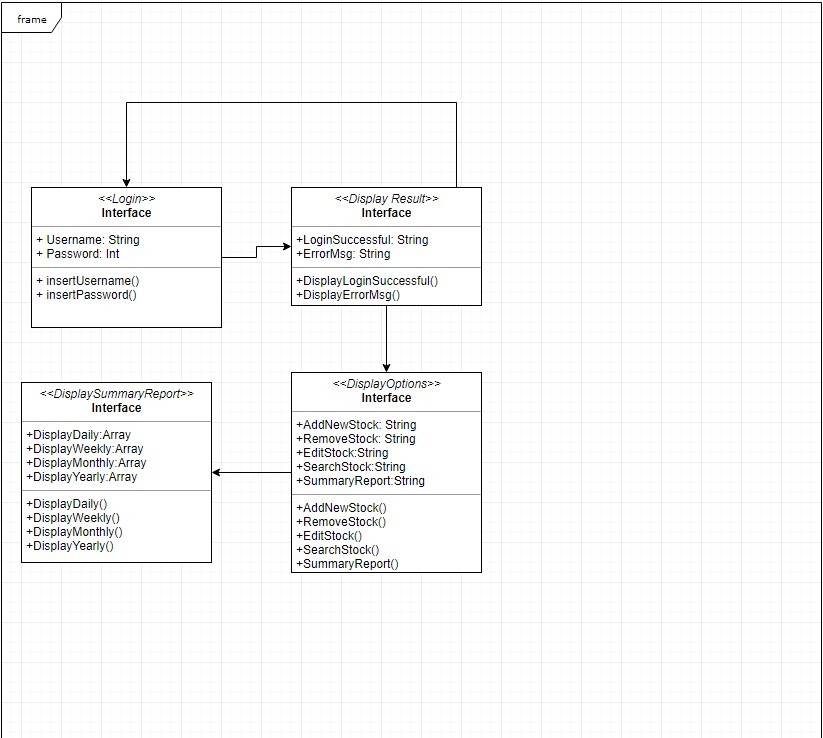 frame
<<Login>>
Interface
+ Username: String
+ Password: Int
+ insertUsername()
+ insertPassword()
<<Display Result>>
Interface
+LoginSuccessful: String
+ErrorMsg: String
+DisplayLoginSuccessful()
+DisplayErrorMsg()
<<DisplaySummaryReport>>
Interface
+DisplayDaily:Array
+DisplayWeekly:Array
+DisplayMonthly:Array
+DisplayYearly:Array
+DisplayDaily()
+DisplayWeekly()
+DisplayMonthly()
+DisplayYearly()
<<DisplayOptions>>
Interface
+AddNewStock: String
+RemoveStock: String
+EditStock:String
+SearchStock:String
+SummaryReport:String
+AddNewStock()
+RemoveStock()
+EditStock()
+SearchStock()
+SummaryReport()